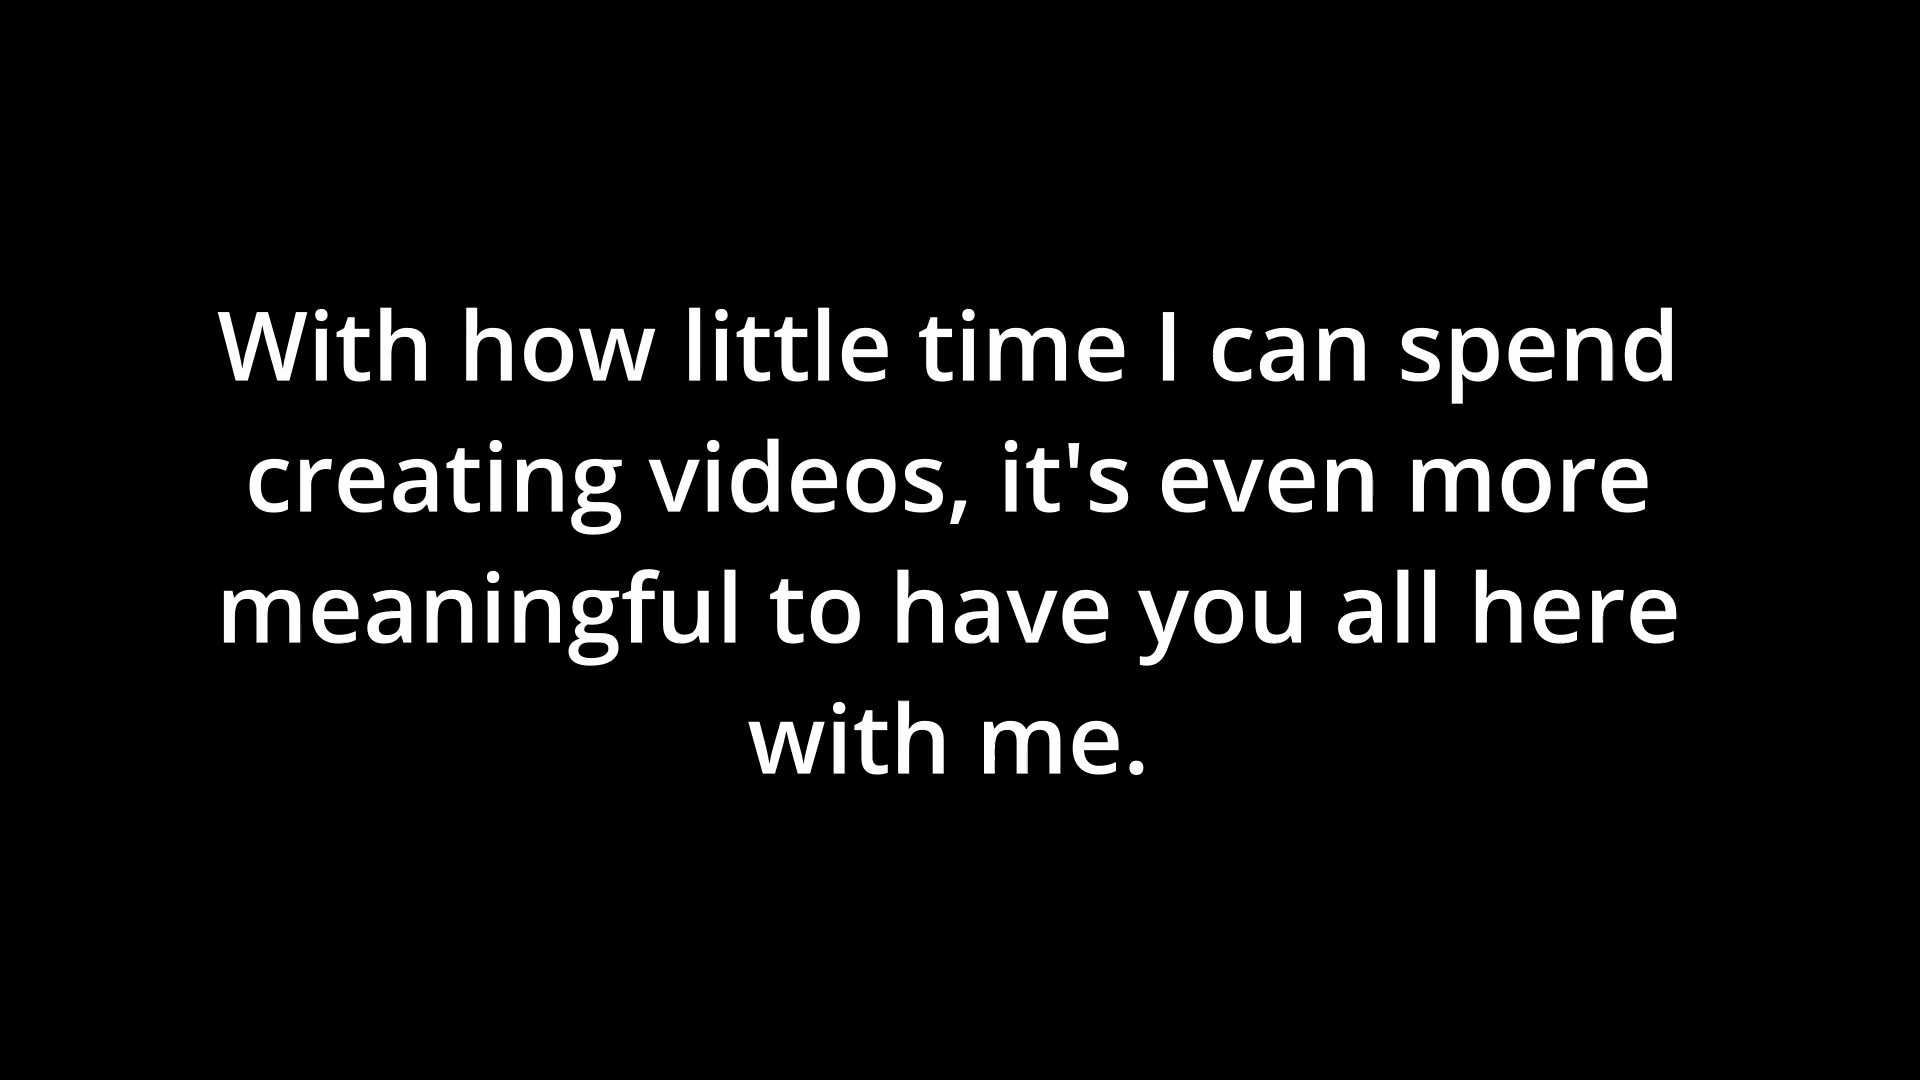 With how little time I can spend
creating videos, it's even more
meaningful to have you all here
with me.